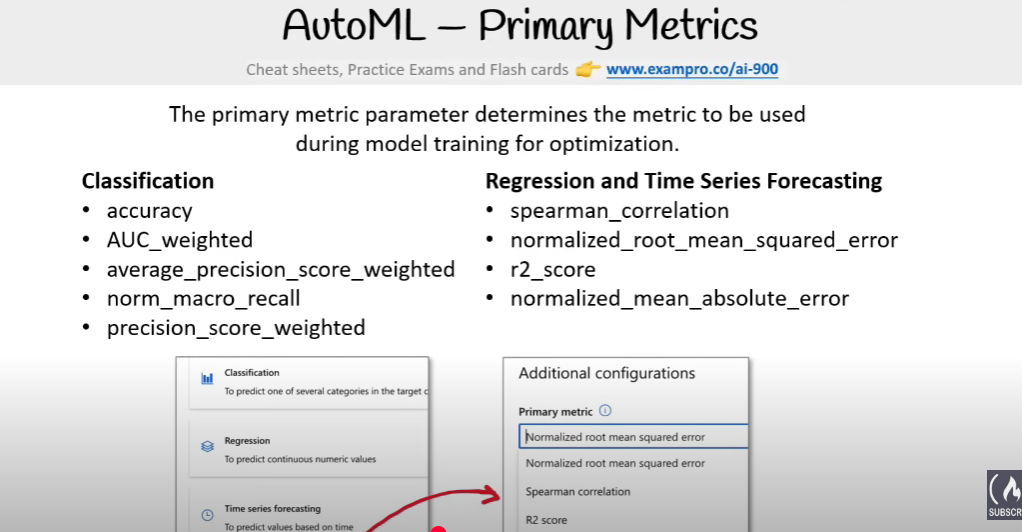 AutoML – Primary Metrics
Cheat sheets, Practice Exams and Flash cards 👉 www.exampro.co/ai-900
The primary metric parameter determines the metric to be used
during model training for optimization.
Classification
• accuracy
• AUC_weighted
• average_precision_score_weighted
• norm_macro_recall
• precision_score_weighted
Regression and Time Series Forecasting
• spearman_correlation
• normalized_root_mean_squared_error
• r2_score
• normalized_mean_absolute_error
Classification
To predict one of several categories in the target c
Regression
To predict continuous numeric values
Time series forecasting
To predict values based on time
Additional configurations
Primary metric
Normalized root mean squared error
Normalized root mean squared error
Spearman correlation
R2 score
SUBSCR